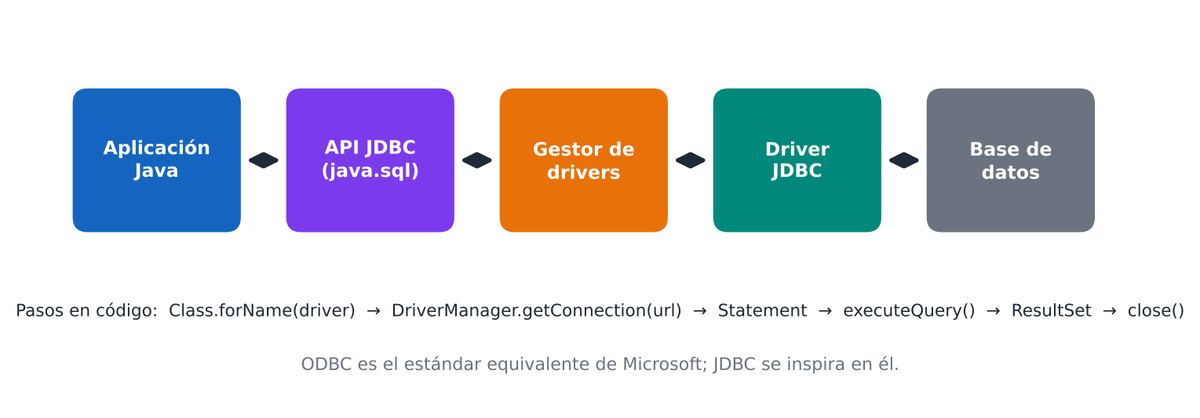 Aplicación
Java
API JDBC
(java.sql)
Gestor de
drivers
Driver
JDBC
Base de
datos
Pasos en código: Class.forName(driver) → DriverManager.getConnection(url) → Statement → executeQuery() → ResultSet → close()
ODBC es el estándar equivalente de Microsoft; JDBC se inspira en él.